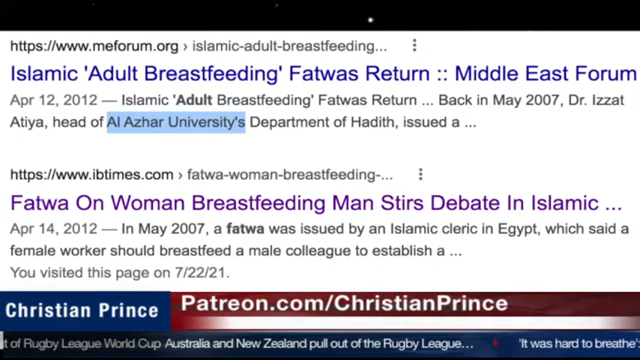 https://www.meforum.org › islamic-adult-breastfeeding...
Islamic 'Adult Breastfeeding' Fatwas Return :: Middle East Forum
Apr 12, 2012 — Islamic 'Adult Breastfeeding' Fatwas Return ... Back in May 2007, Dr. Izzat
Atiya, head of Al Azhar University's Department of Hadith, issued a ...
https://www.ibtimes.com › fatwa-woman-breastfeeding-...
Fatwa On Woman Breastfeeding Man Stirs Debate In Islamic ...
Apr 14, 2012 — In May 2007, a fatwa was issued by an Islamic cleric in Egypt, which said a
female worker should breastfeed a male colleague to establish a ...
You visited this page on 7/22/21.
Christian Prince
Patreon.com/ChristianPrince
t of Rugby League World Cup Australia and New Zealand pull out of the Rugby League... 'It was hard to breathe'